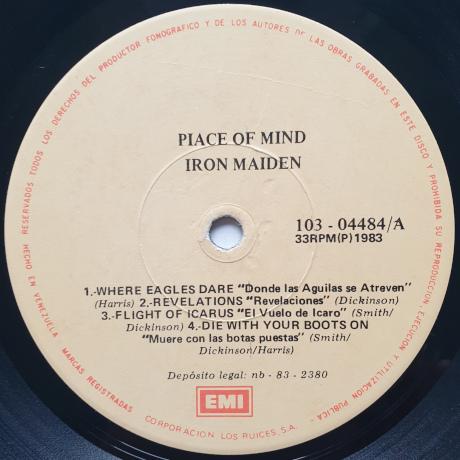 RESERVADOS TODOS LOS DERECHOS DEL PRODUCTOR FONOGRAFICO Y DE LOS AUTORES DE LAS OBRAS GRABADAS EN ESTE DISCO Y PROHIBIDA SU REPRODUCCION EJECUCION Y UTILIZACION PUBLICA -
PIACE OF MIND
IRON MAIDEN
103 - 04484/A
33RPM(P)1983
1.-WHERE EAGLES DARE "Donde las Aguilas se Atreven"
(Harris) 2.-REVELATIONS "Revelaciones" (Dickinson)
3.-FLIGHT OF ICARUS "El Vuelo de Icaro" (Smith/
Dickinson) 4.-DIE WITH YOUR BOOTS ON
"Muere con las botas puestas" (Smith/
Dickinson/Harris)
Depósito legal: nb - 83 - 2380
EMI
HECHO EN VENEZUELA MARCAS REGISTRADAS
CORPORACION LOS RUICES, S.A.